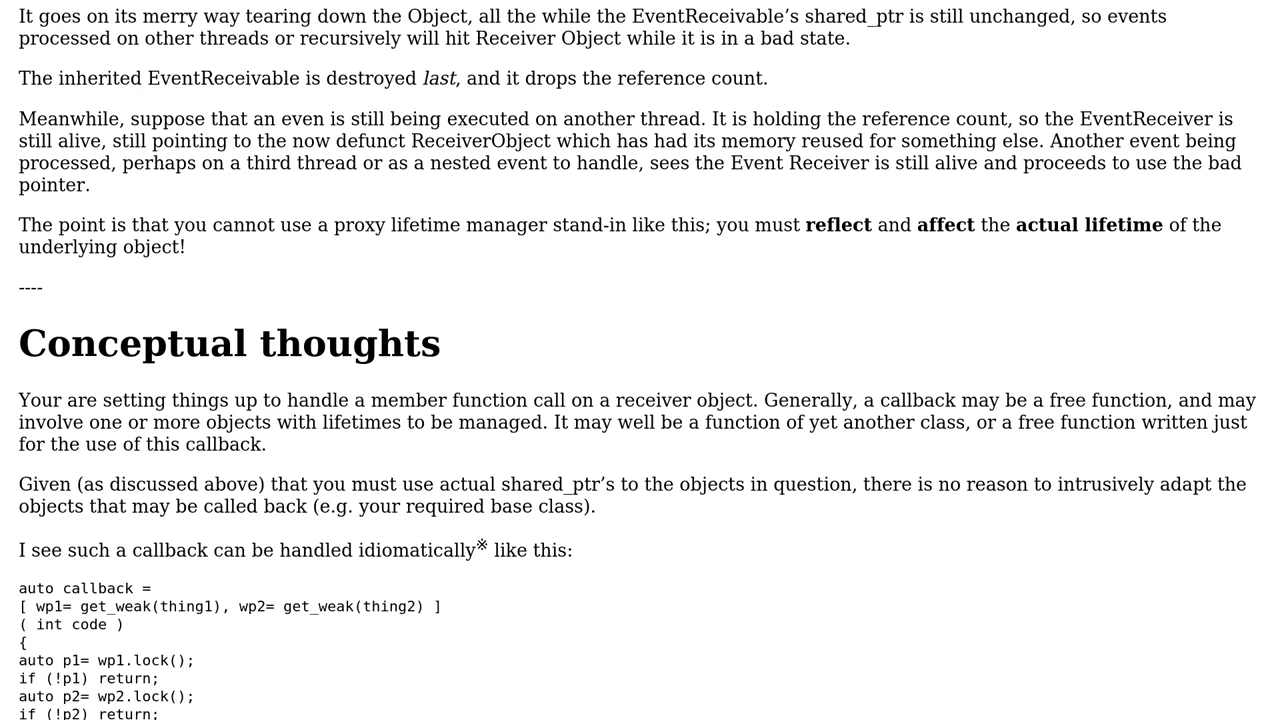 It goes on its merry way tearing down the Object, all the while the EventReceivable’s shared_ptr is still unchanged, so events
processed on other threads or recursively will hit Receiver Object while it is in a bad state.
The inherited EventReceivable is destroyed last, and it drops the reference count.
Meanwhile, suppose that an even is still being executed on another thread. It is holding the reference count, so the EventReceiver is
still alive, still pointing to the now defunct ReceiverObject which has had its memory reused for something else. Another event being
processed, perhaps on a third thread or as a nested event to handle, sees the Event Receiver is still alive and proceeds to use the bad
pointer.
The point is that you cannot use a proxy lifetime manager stand-in like this; you must reflect and affect the actual lifetime of the
underlying object!
----
Conceptual thoughts
Your are setting things up to handle a member function call on a receiver object. Generally, a callback may be a free function, and may
involve one or more objects with lifetimes to be managed. It may well be a function of yet another class, or a free function written just
for the use of this callback.
Given (as discussed above) that you must use actual shared_ptr’s to the objects in question, there is no reason to intrusively adapt the
objects that may be called back (e.g. your required base class).
I see such a callback can be handled idiomatically※ like this:
auto callback =
[ wp1= get_weak(thing1), wp2= get_weak(thing2) ]
( int code )
{
auto p1= wp1.lock();
if (!p1) return;
auto p2= wp2.lock();
if (!p2) return;